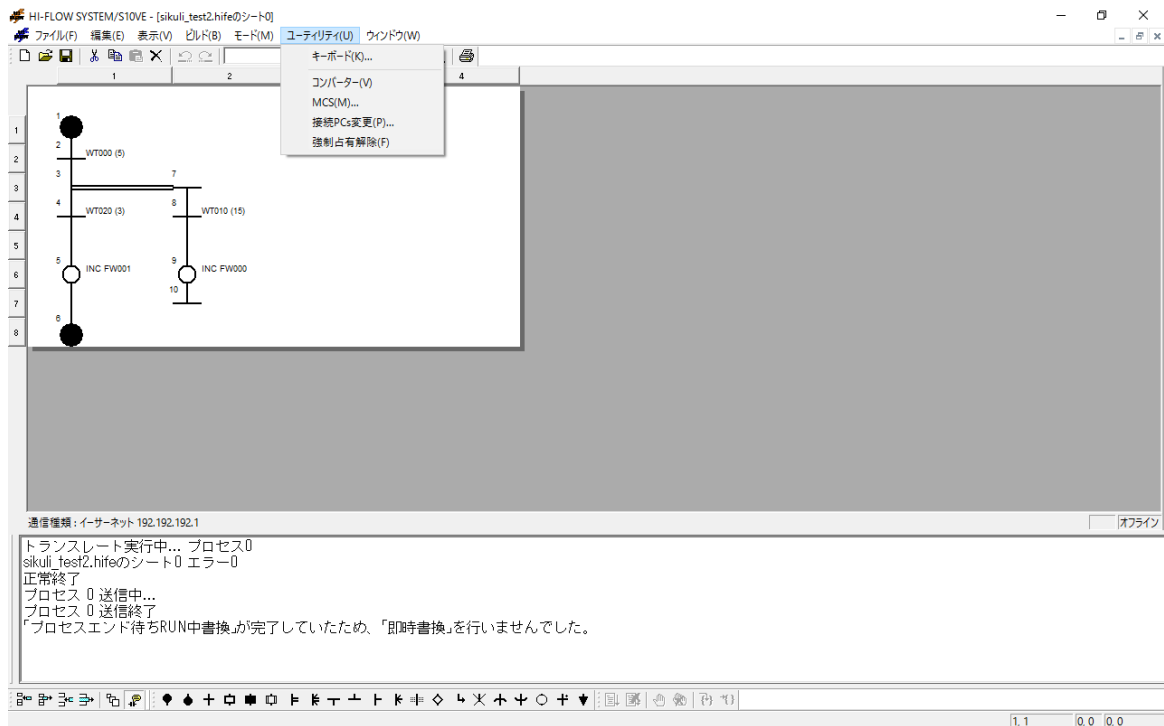 HI-FLOW SYSTEM/S10VE - [sikuli_test2.hifeのシート0]
ファイル(F) 編集(E) 表示(V) ビルド(B) モード(M) ユーティリティ(U) ウィンドウ(W)
キーボード(K)...
コンバーター(V)
MCS(M)...
接続PCs変更(P)...
強制占有解除(F)
1 2 4
1
2
3
4
5
6
7
8
1
2 WT000 (5)
3 7
4 WT020 (3) 8 WT010 (15)
5 INC FW001 9 INC FW000
10
6
通信種類 : イーサーネット 192.192.192.1 オフライン
トランスレート実行中... プロセス0
sikuli_test2.hifeのシート0 エラー0
正常終了
プロセス 0 送信中...
プロセス 0 送信終了
「プロセスエンド待ちRUN中書換」が完了していたため、「即時書換」を行いませんでした。
1, 1 0, 0 0, 0